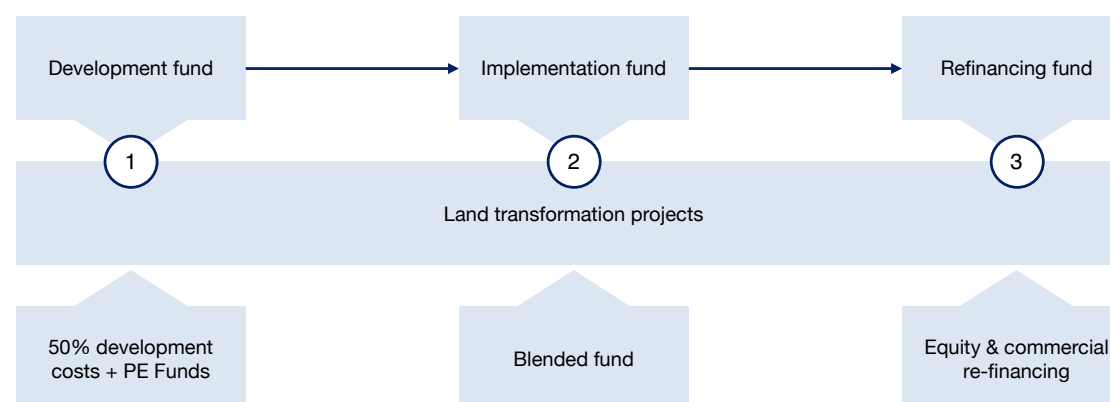 Development fund
Implementation fund
Refinancing fund
1
2
3
Land transformation projects
50% development
costs + PE Funds
Blended fund
Equity & commercial
re-financing